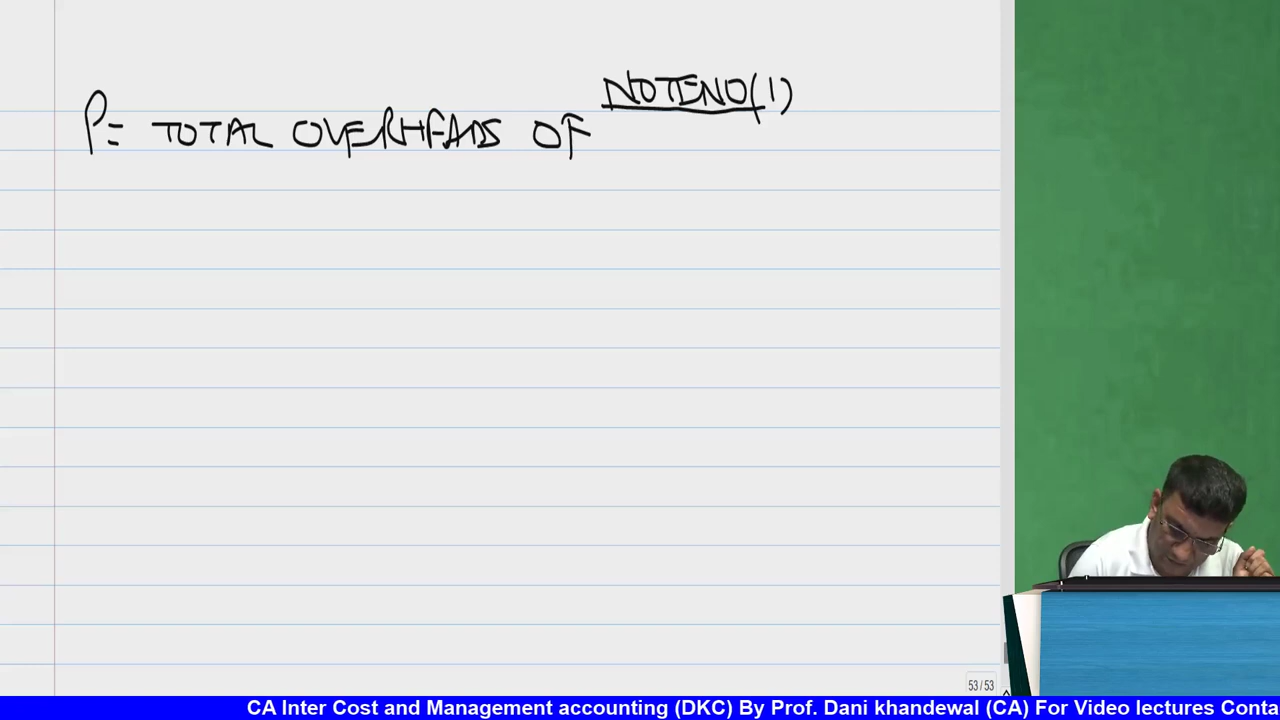 NOTENO(1)
P= TOTAL OVERHEADS OF
53/53
CA Inter Cost and Management accounting (DKC) By Prof. Dani khandewal (CA) For Video lectures Conta